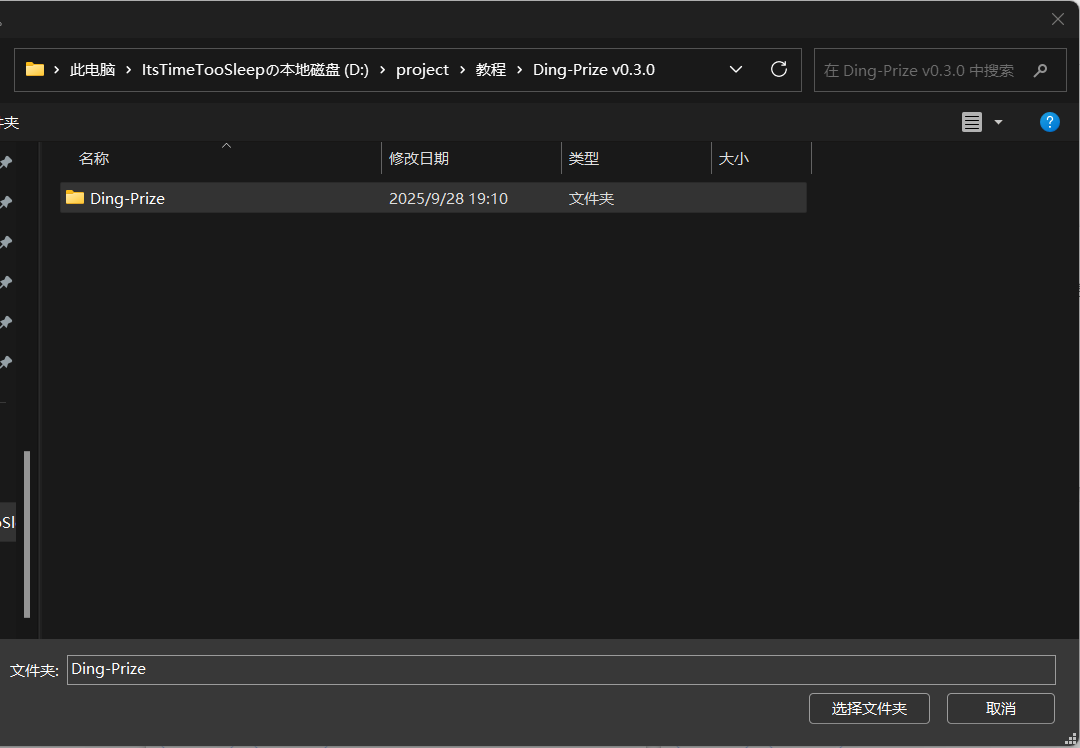 此电脑 › ItsTimeTooSleepの本地磁盘 (D:) › project › 教程 › Ding-Prize v0.3.0
在 Ding-Prize v0.3.0 中搜索
夹
名称 修改日期 类型 大小
Ding-Prize 2025/9/28 19:10 文件夹
oSl
文件夹: Ding-Prize
选择文件夹 取消